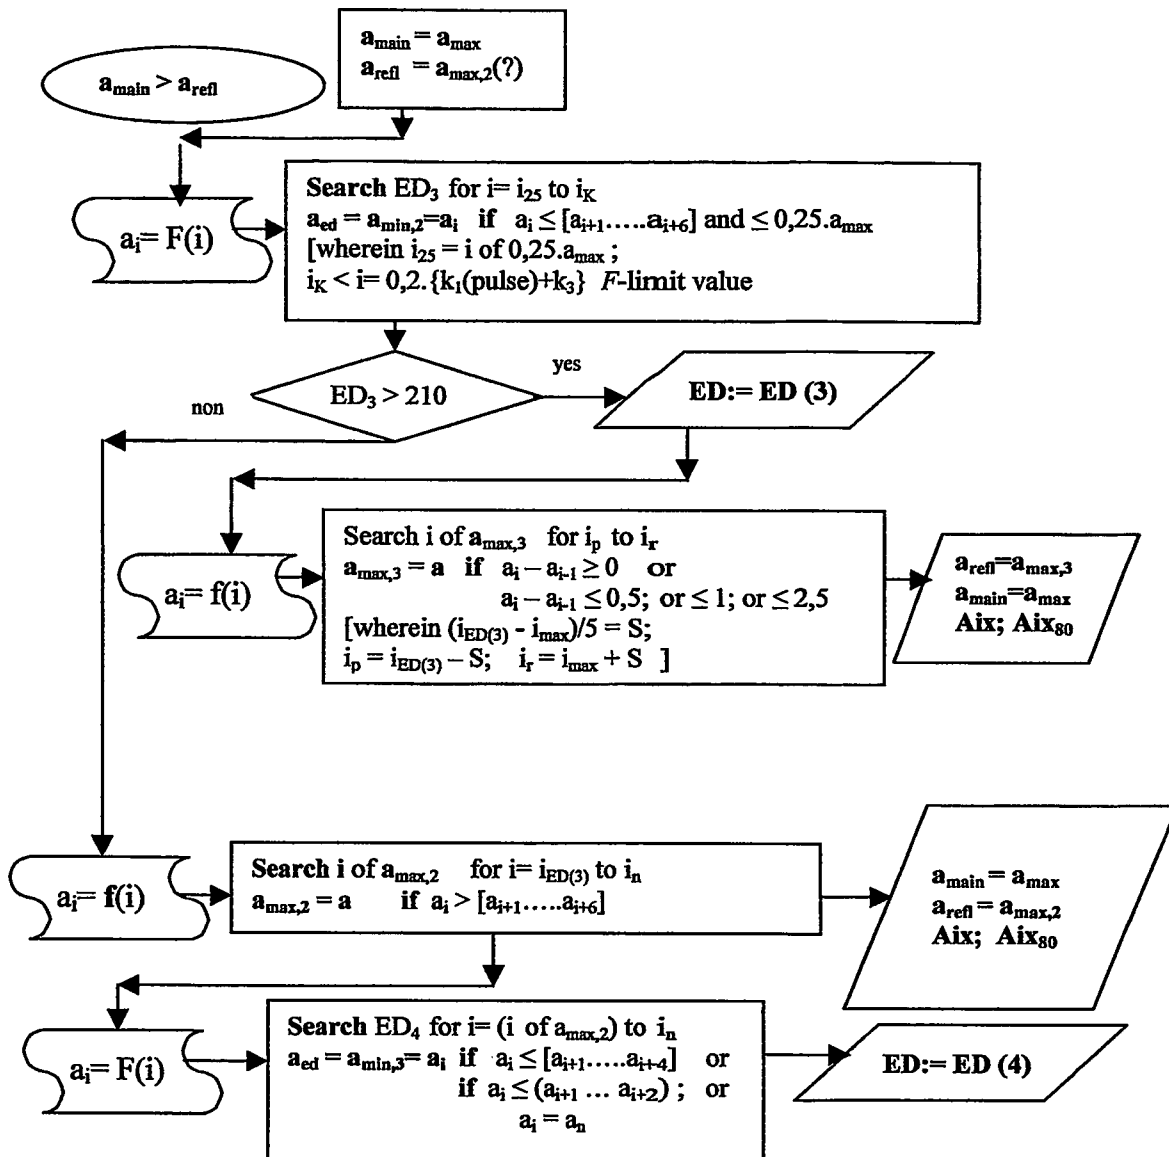 a_main = a_max
a_refl = a_max,2(?)
a_main > a_refl
a_i= F(i)
Search ED_3 for i= i_25 to i_K
a_ed = a_min,2=a_i if a_i ≤ [a_i+1.....a_i+6] and ≤ 0,25.a_max
[wherein i_25 = i of 0,25.a_max ;
i_K < i= 0,2.{k_1(pulse)+k_3} F-limit value
ED_3 > 210
yes
non
ED:= ED (3)
a_i= f(i)
Search i of a_max,3 for i_p to i_r
a_max,3 = a if a_i – a_i-1 ≥ 0 or
a_i – a_i-1 ≤ 0,5; or ≤ 1; or ≤ 2,5
[wherein (i_ED(3) - i_max)/5 = S;
i_p = i_ED(3) – S; i_r = i_max + S ]
a_refl=a_max,3
a_main=a_max
Aix; Aix_80
a_i= f(i)
Search i of a_max,2 for i= i_ED(3) to i_n
a_max,2 = a if a_i > [a_i+1.....a_i+6]
a_main = a_max
a_refl = a_max,2
Aix; Aix_80
a_i= F(i)
Search ED_4 for i= (i of a_max,2) to i_n
a_ed = a_min,3= a_i if a_i ≤ [a_i+1.....a_i+4] or
if a_i ≤ (a_i+1 ... a_i+2) ; or
a_i = a_n
ED:= ED (4)